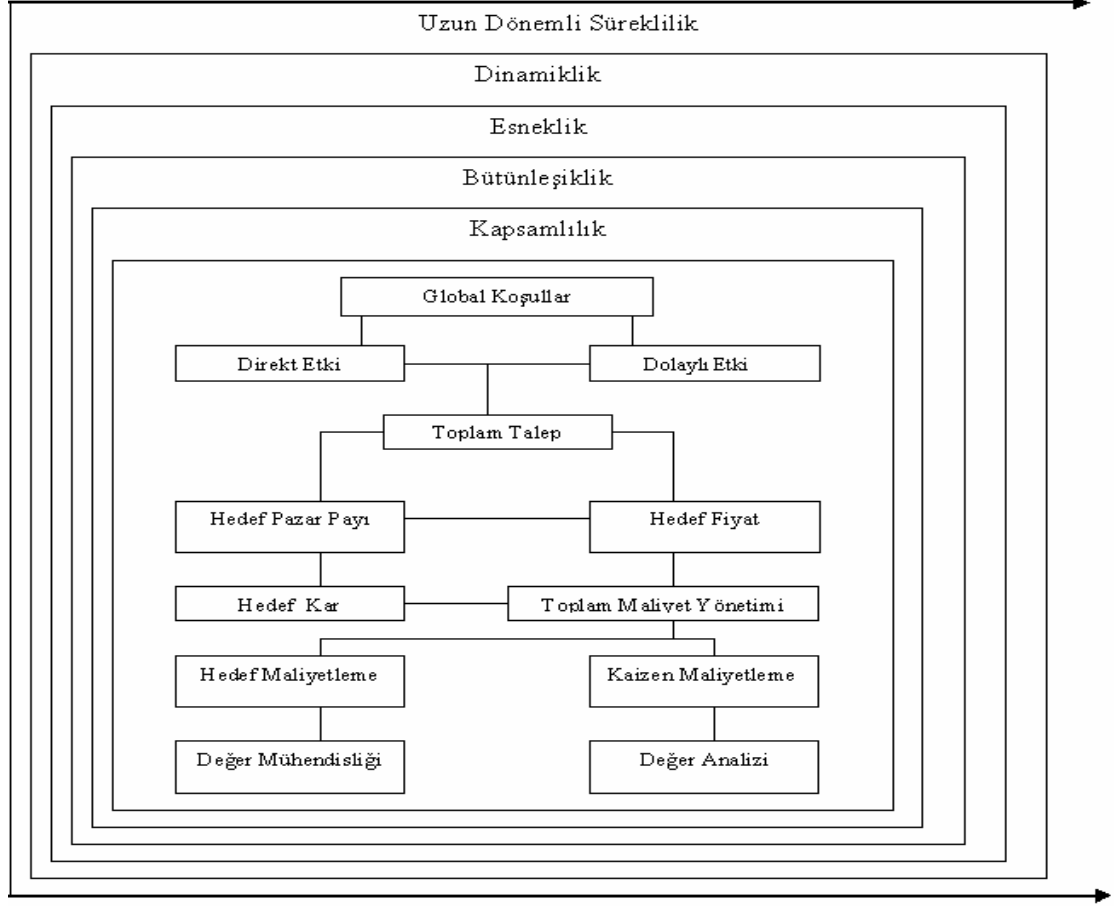 Uzun Dönemli Süreklilik
Dinamiklik
Esneklik
Bütünleşiklik
Kapsamlılık
Global Koşullar
Direkt Etki
Dolaylı Etki
Toplam Talep
Hedef Pazar Payı
Hedef Fiyat
Hedef Kar
Toplam Maliyet Yönetimi
Hedef Maliyetleme
Kaizen Maliyetleme
Değer Mühendisliği
Değer Analizi